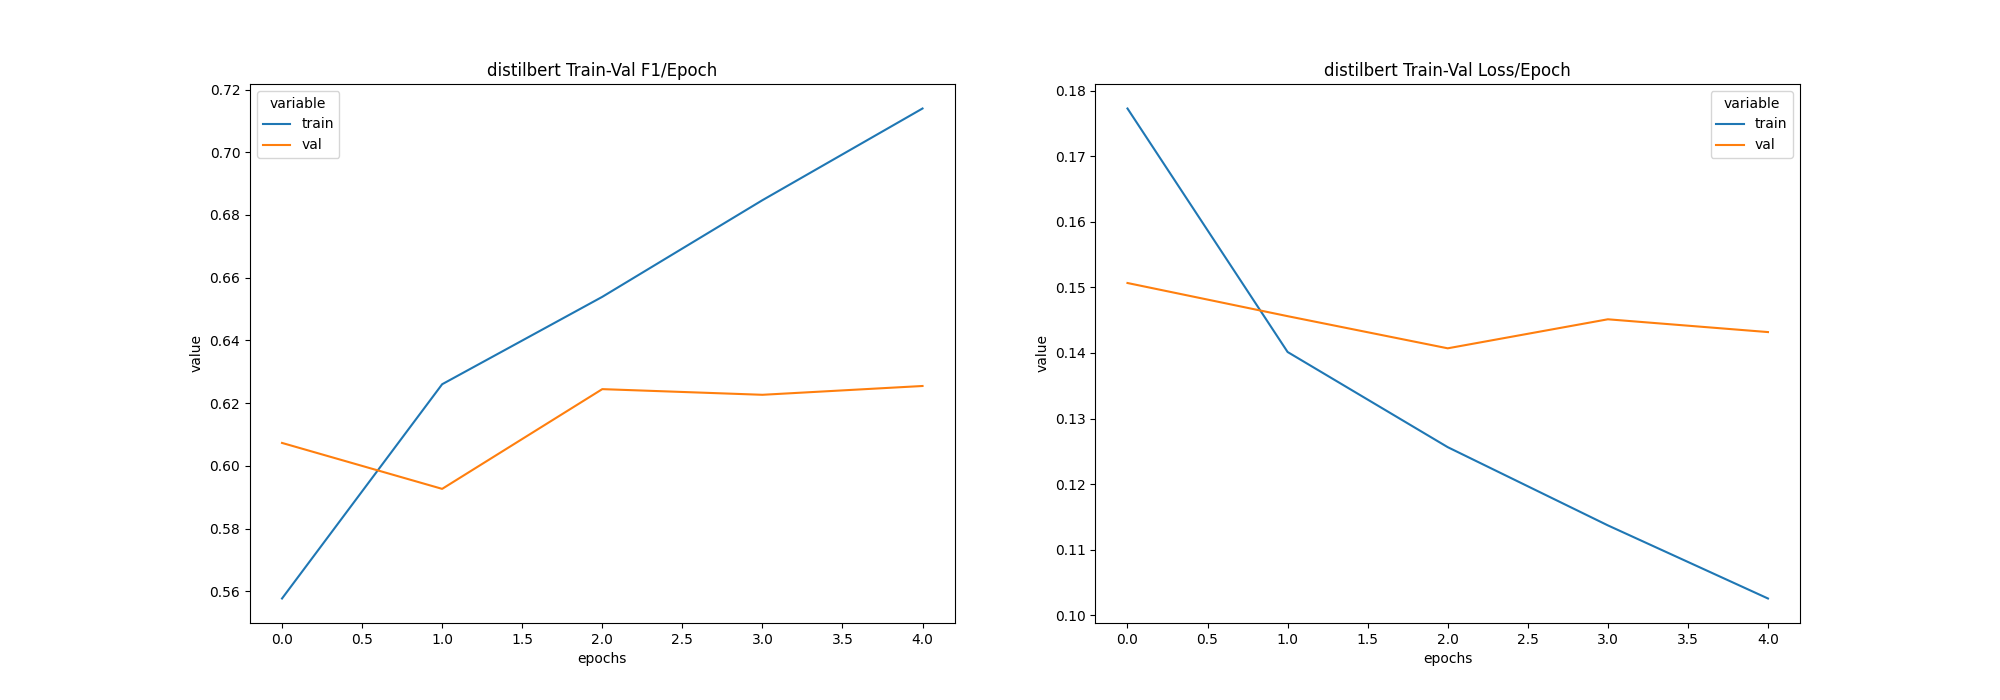 distilbert Train-Val F1/Epoch
variable
train
val
0.72
0.70
0.68
0.66
0.64
0.62
0.60
0.58
0.56
value
0.0 0.5 1.0 1.5 2.0 2.5 3.0 3.5 4.0
epochs
distilbert Train-Val Loss/Epoch
variable
train
val
0.18
0.17
0.16
0.15
0.14
0.13
0.12
0.11
0.10
value
0.0 0.5 1.0 1.5 2.0 2.5 3.0 3.5 4.0
epochs